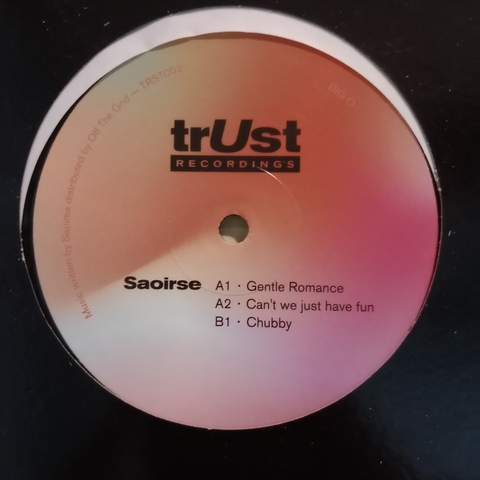 trUst
RECORDINGS
Saoirse
A1 · Gentle Romance
A2 · Can't we just have fun
B1 · Chubby
Music written by Saoirse distributed by Off The Grid —